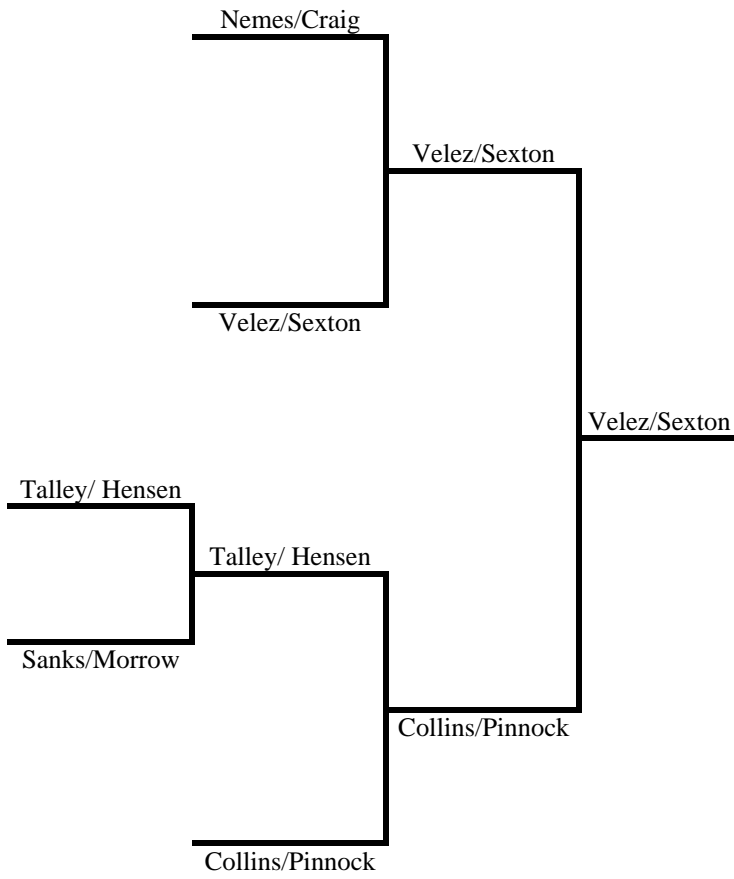 Nemes/Craig
Velez/Sexton
Velez/Sexton
Velez/Sexton
Talley/ Hensen
Talley/ Hensen
Sanks/Morrow
Collins/Pinnock
Collins/Pinnock